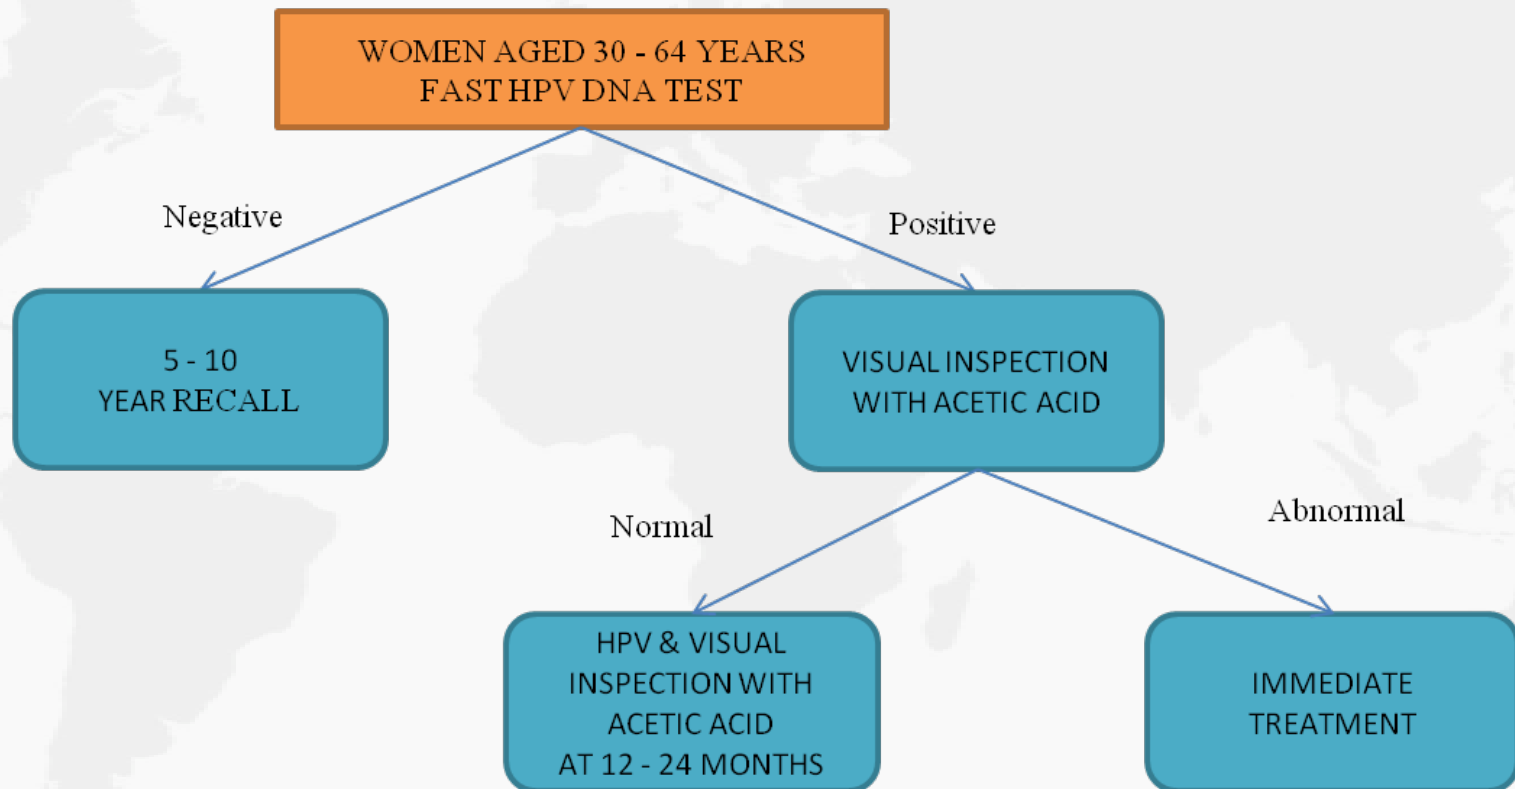 WOMEN AGED 30 - 64 YEARS
FAST HPV DNA TEST
Negative
Positive
5 - 10
YEAR RECALL
VISUAL INSPECTION
WITH ACETIC ACID
Normal
Abnormal
HPV & VISUAL
INSPECTION WITH
ACETIC ACID
AT 12 - 24 MONTHS
IMMEDIATE
TREATMENT